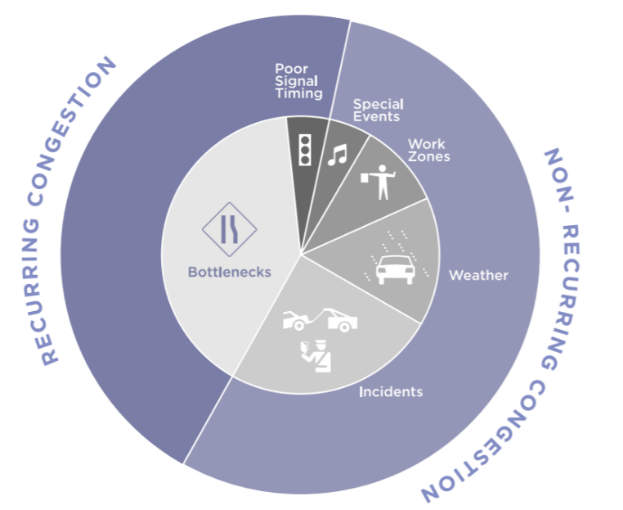 RECURRING CONGESTION
Poor
Signal
Timing
Special
Events
Work
Zones
NON- RECURRING CONGESTION
Bottlenecks
Weather
Incidents